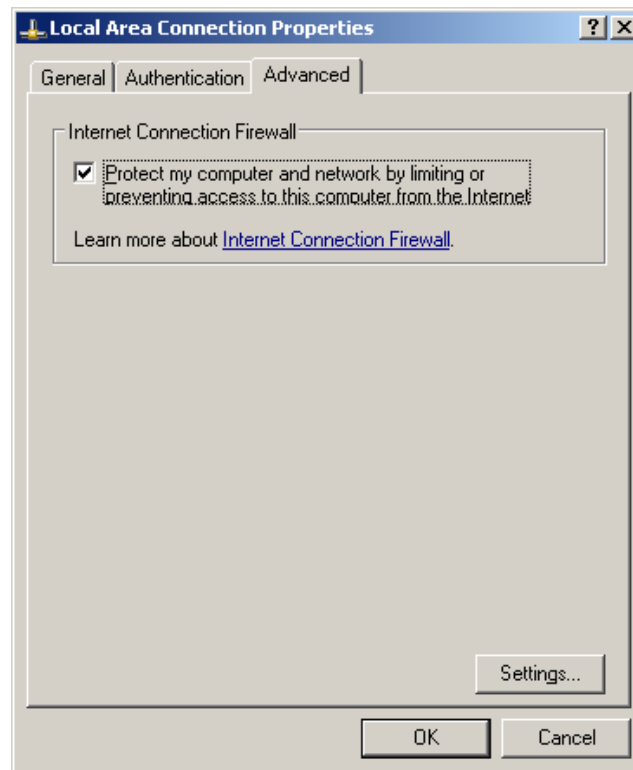 Local Area Connection Properties
General Authentication Advanced
Internet Connection Firewall
Protect my computer and network by limiting or
preventing access to this computer from the Internet
Learn more about Internet Connection Firewall.
Settings...
OK Cancel